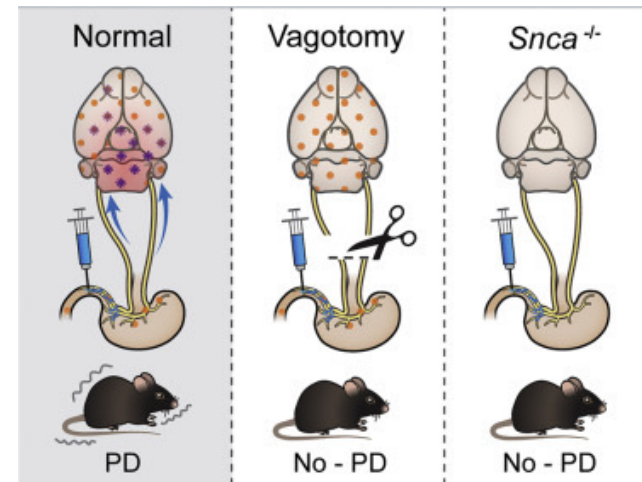 Normal
Vagotomy
Snca -/-
PD
No - PD
No - PD